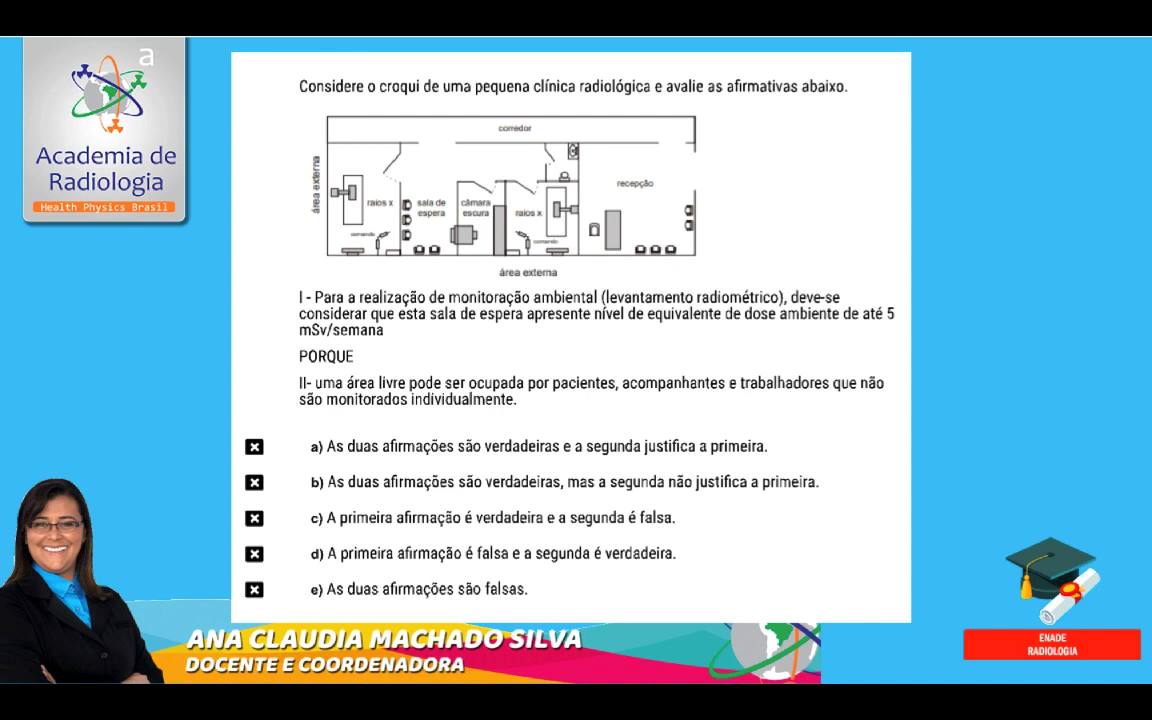 a
Academia de
Radiologia
Health Physics Brasil
Considere o croqui de uma pequena clínica radiológica e avalie as afirmativas abaixo.
corredor
área externa
raios x
comando
sala de
espera
câmara
escura
raios x
comando
recepção
área externa
I - Para a realização de monitoração ambiental (levantamento radiométrico), deve-se
considerar que esta sala de espera apresente nível de equivalente de dose ambiente de até 5
mSv/semana
PORQUE
II- uma área livre pode ser ocupada por pacientes, acompanhantes e trabalhadores que não
são monitorados individualmente.
a) As duas afirmações são verdadeiras e a segunda justifica a primeira.
b) As duas afirmações são verdadeiras, mas a segunda não justifica a primeira.
c) A primeira afirmação é verdadeira e a segunda é falsa.
d) A primeira afirmação é falsa e a segunda é verdadeira.
e) As duas afirmações são falsas.
ANA CLAUDIA MACHADO SILVA
DOCENTE E COORDENADORA
ENADE
RADIOLOGIA